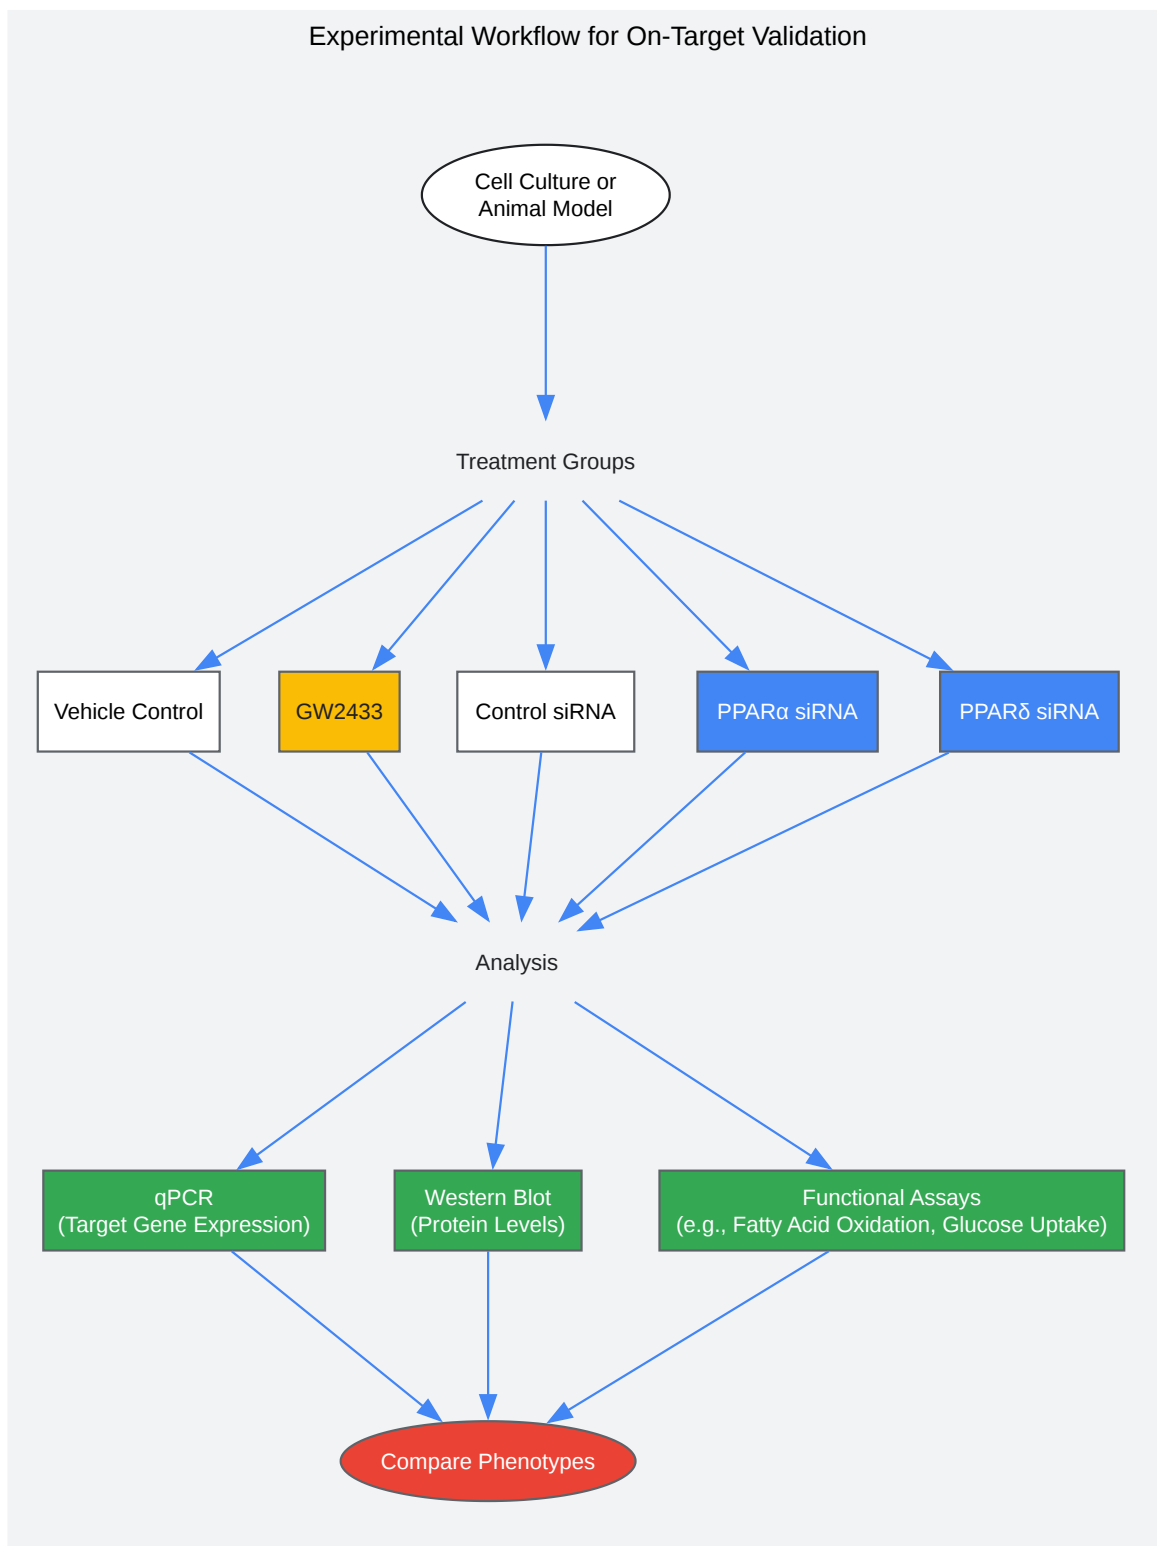 Experimental Workflow for On-Target Validation
Cell Culture or
Animal Model
Treatment Groups
Vehicle Control
GW2433
Control siRNA
PPARα siRNA
PPARδ siRNA
Analysis
qPCR
(Target Gene Expression)
Western Blot
(Protein Levels)
Functional Assays
(e.g., Fatty Acid Oxidation, Glucose Uptake)
Compare Phenotypes